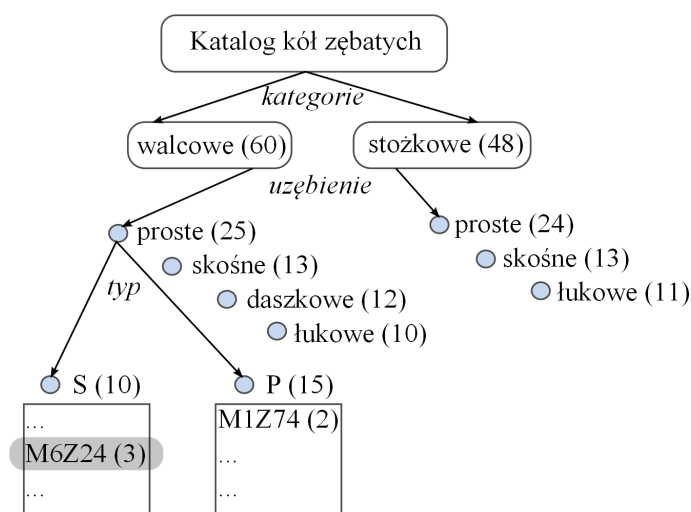 Katalog kół zębatych
kategorie
walcowe (60)
stożkowe (48)
uzębienie
proste (25)
skośne (13)
daszkowe (12)
łukowe (10)
proste (24)
skośne (13)
łukowe (11)
typ
S (10)
...
M6Z24 (3)
...
P (15)
M1Z74 (2)
...
...